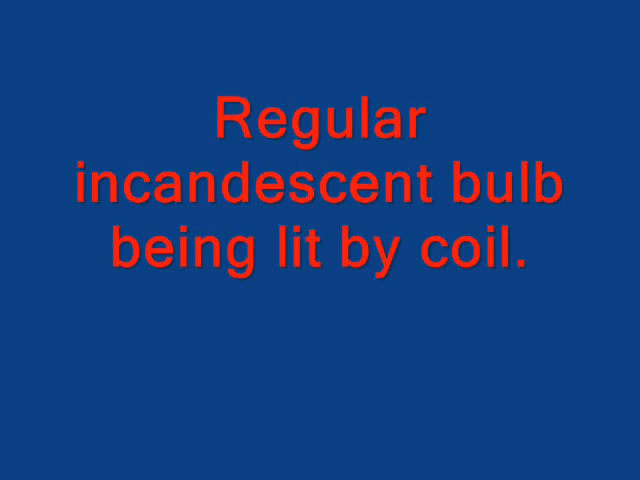 Regular
incandescent bulb
being lit by coil.